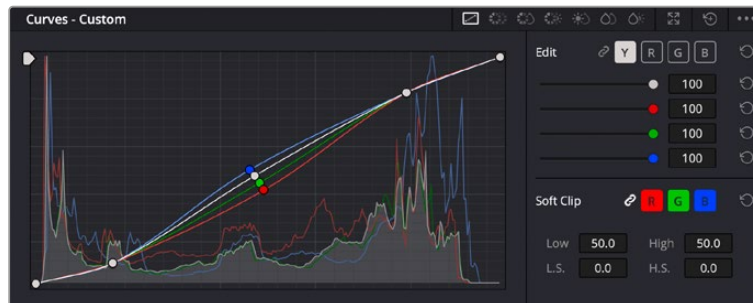 Curves - Custom
Edit Y R G B
100
100
100
100
Soft Clip R G B
Low 50.0 High 50.0
L.S. 0.0 H.S. 0.0